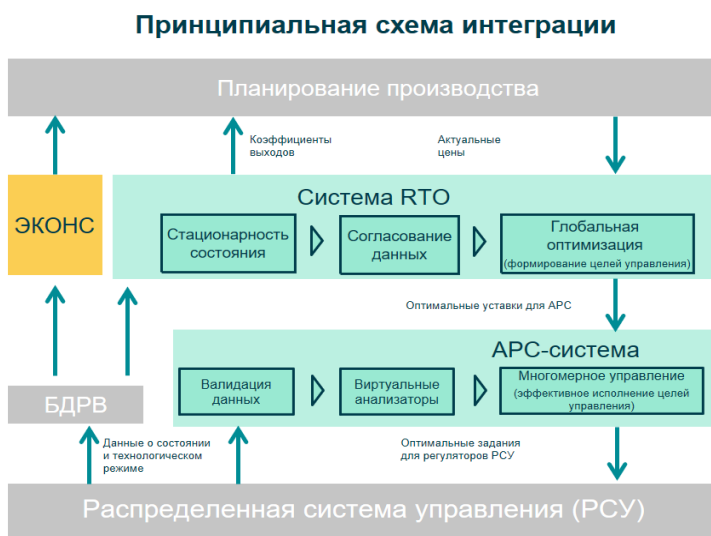 Принципиальная схема интеграции
Планирование производства
Коэффициенты
выходов
Актуальные
цены
ЭКОНС
Система RTO
Стационарность
состояния
Согласование
данных
Глобальная
оптимизация
(формирование целей управления)
Оптимальные уставки для АРС
АРС-система
БДРВ
Валидация
данных
Виртуальные
анализаторы
Многомерное управление
(эффективное исполнение целей
управления)
Данные о состоянии
и технологическом
режиме
Оптимальные задания
для регуляторов РСУ
Распределенная система управления (РСУ)